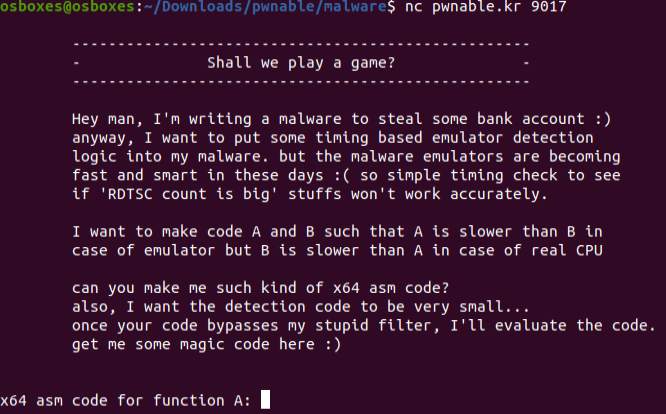 osboxes@osboxes:~/Downloads/pwnable/malware$ nc pwnable.kr 9017
---------------------------------------------------
- Shall we play a game? -
---------------------------------------------------
Hey man, I'm writing a malware to steal some bank account :)
anyway, I want to put some timing based emulator detection
logic into my malware. but the malware emulators are becoming
fast and smart in these days :( so simple timing check to see
if 'RDTSC count is big' stuffs won't work accurately.
I want to make code A and B such that A is slower than B in
case of emulator but B is slower than A in case of real CPU
can you make me such kind of x64 asm code?
also, I want the detection code to be very small...
once your code bypasses my stupid filter, I'll evaluate the code.
get me some magic code here :)
x64 asm code for function A: